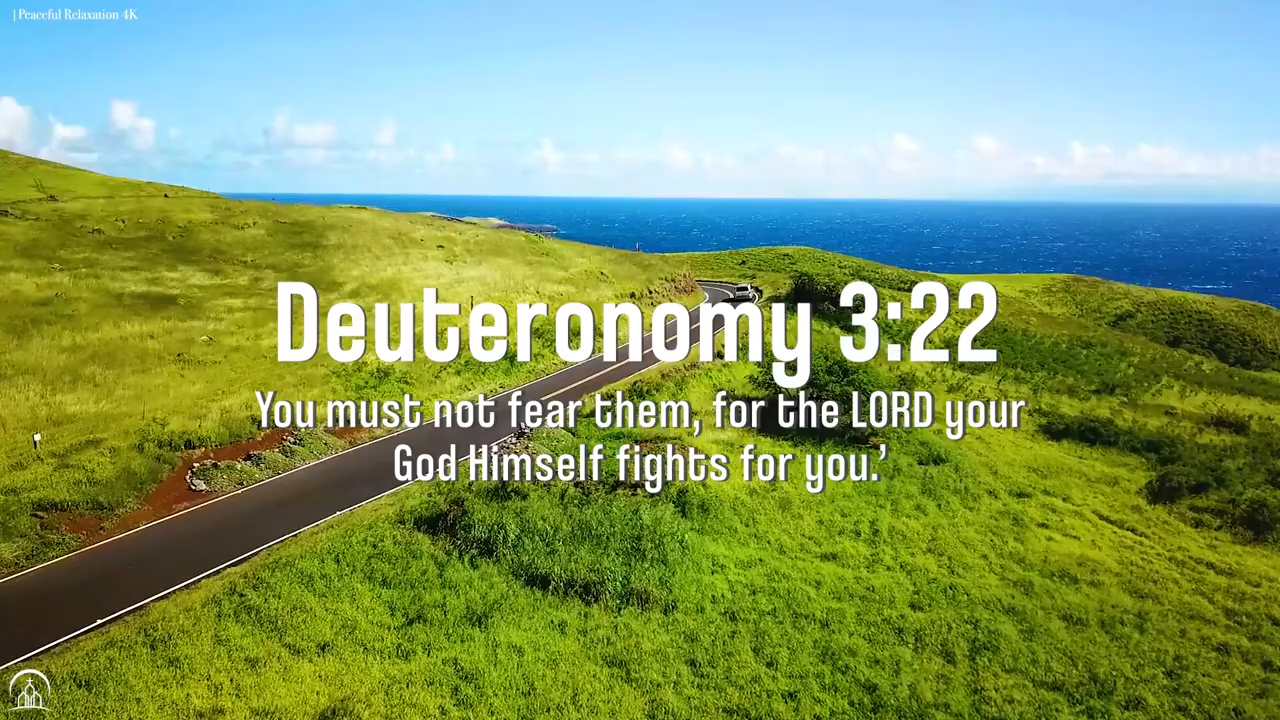 | Peaceful Relaxation 4K
Deuteronomy 3:22
You must not fear them, for the LORD your
God Himself fights for you.’